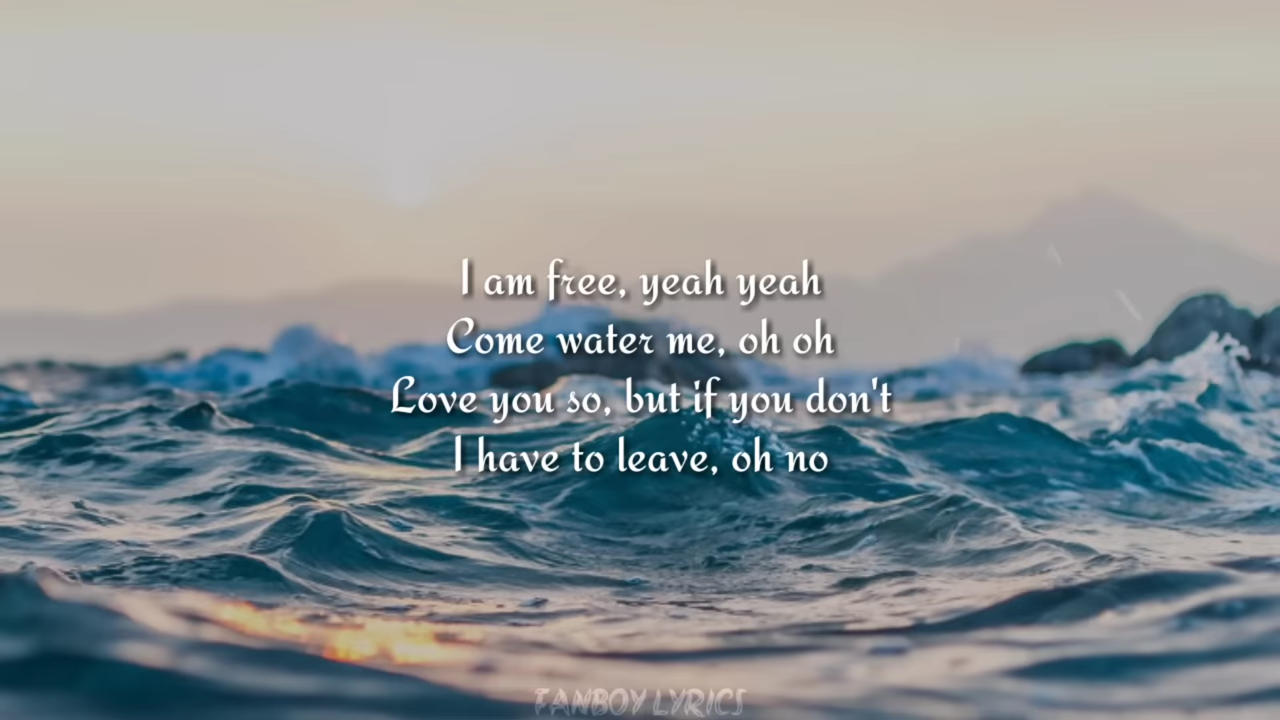 I am free, yeah yeah
Come water me, oh oh
Love you so, but if you don't
I have to leave, oh no
FANBOY LYRICS